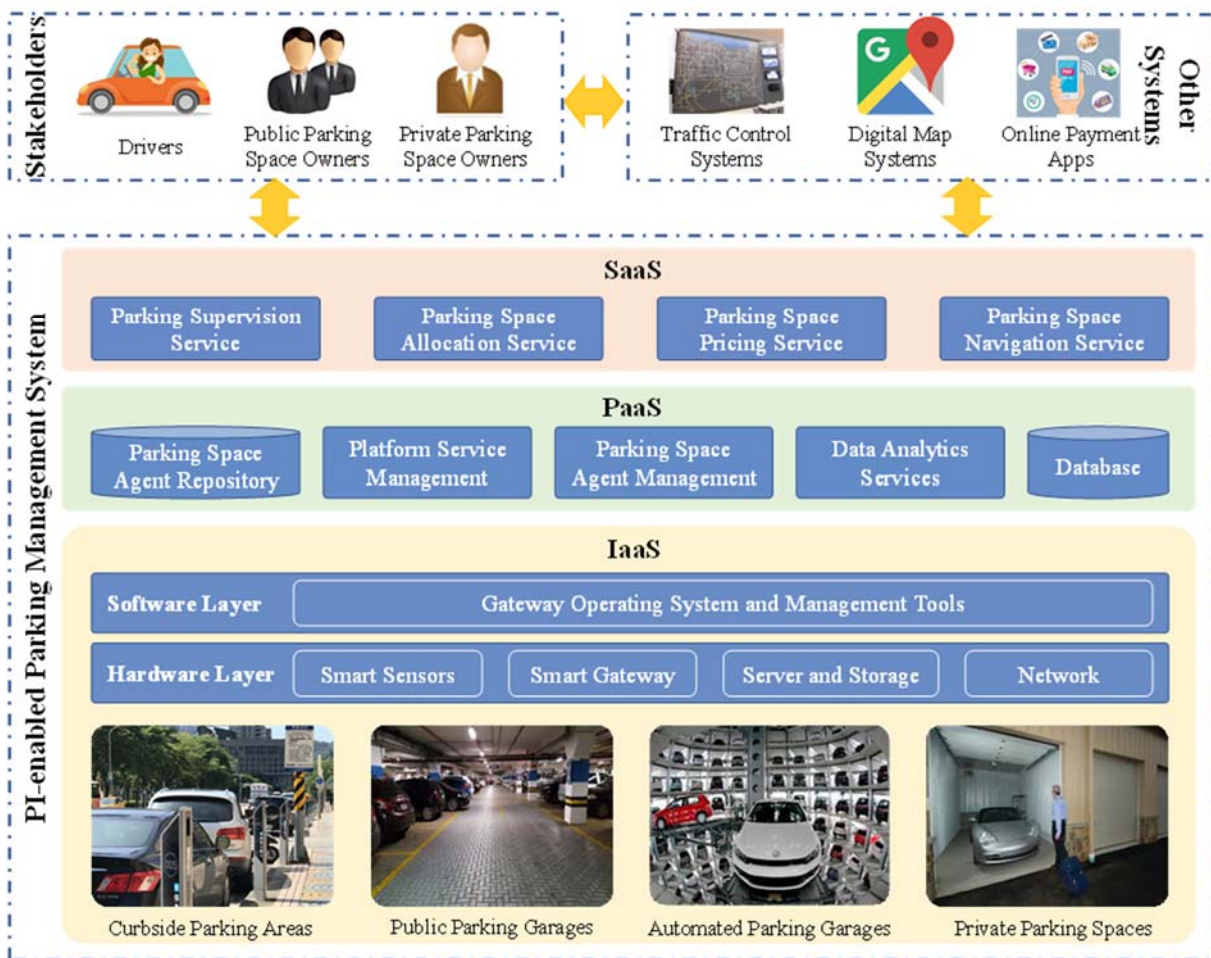 Stakeholders
Drivers
Public Parking
Space Owners
Private Parking
Space Owners
Traffic Control
Systems
Digital Map
Systems
Online Payment
Apps
Other
Systems
PI-enabled Parking Management System
SaaS
Parking Supervision
Service
Parking Space
Allocation Service
Parking Space
Pricing Service
Parking Space
Navigation Service
PaaS
Parking Space
Agent Repository
Platform Service
Management
Parking Space
Agent Management
Data Analytics
Services
Database
IaaS
Software Layer
Gateway Operating System and Management Tools
Hardware Layer
Smart Sensors
Smart Gateway
Server and Storage
Network
Curbside Parking Areas
Public Parking Garages
Automated Parking Garages
Private Parking Spaces